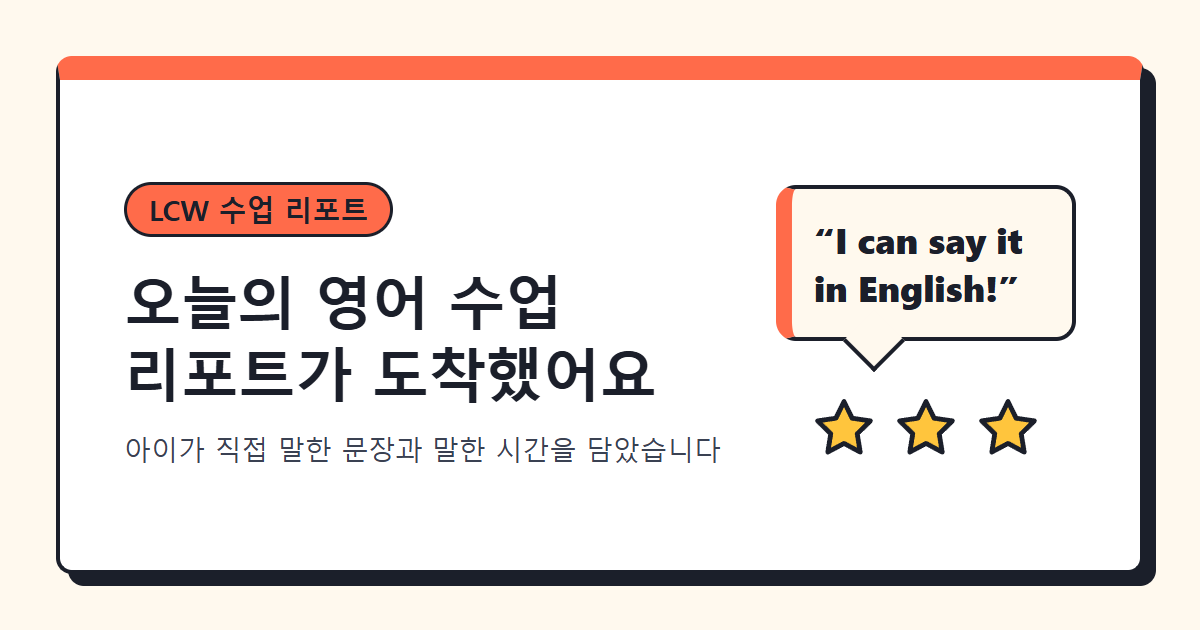 LCW 수업 리포트
오늘의 영어 수업
리포트가 도착했어요
아이가 직접 말한 문장과 말한 시간을 담았습니다
“I can say it
in English!”